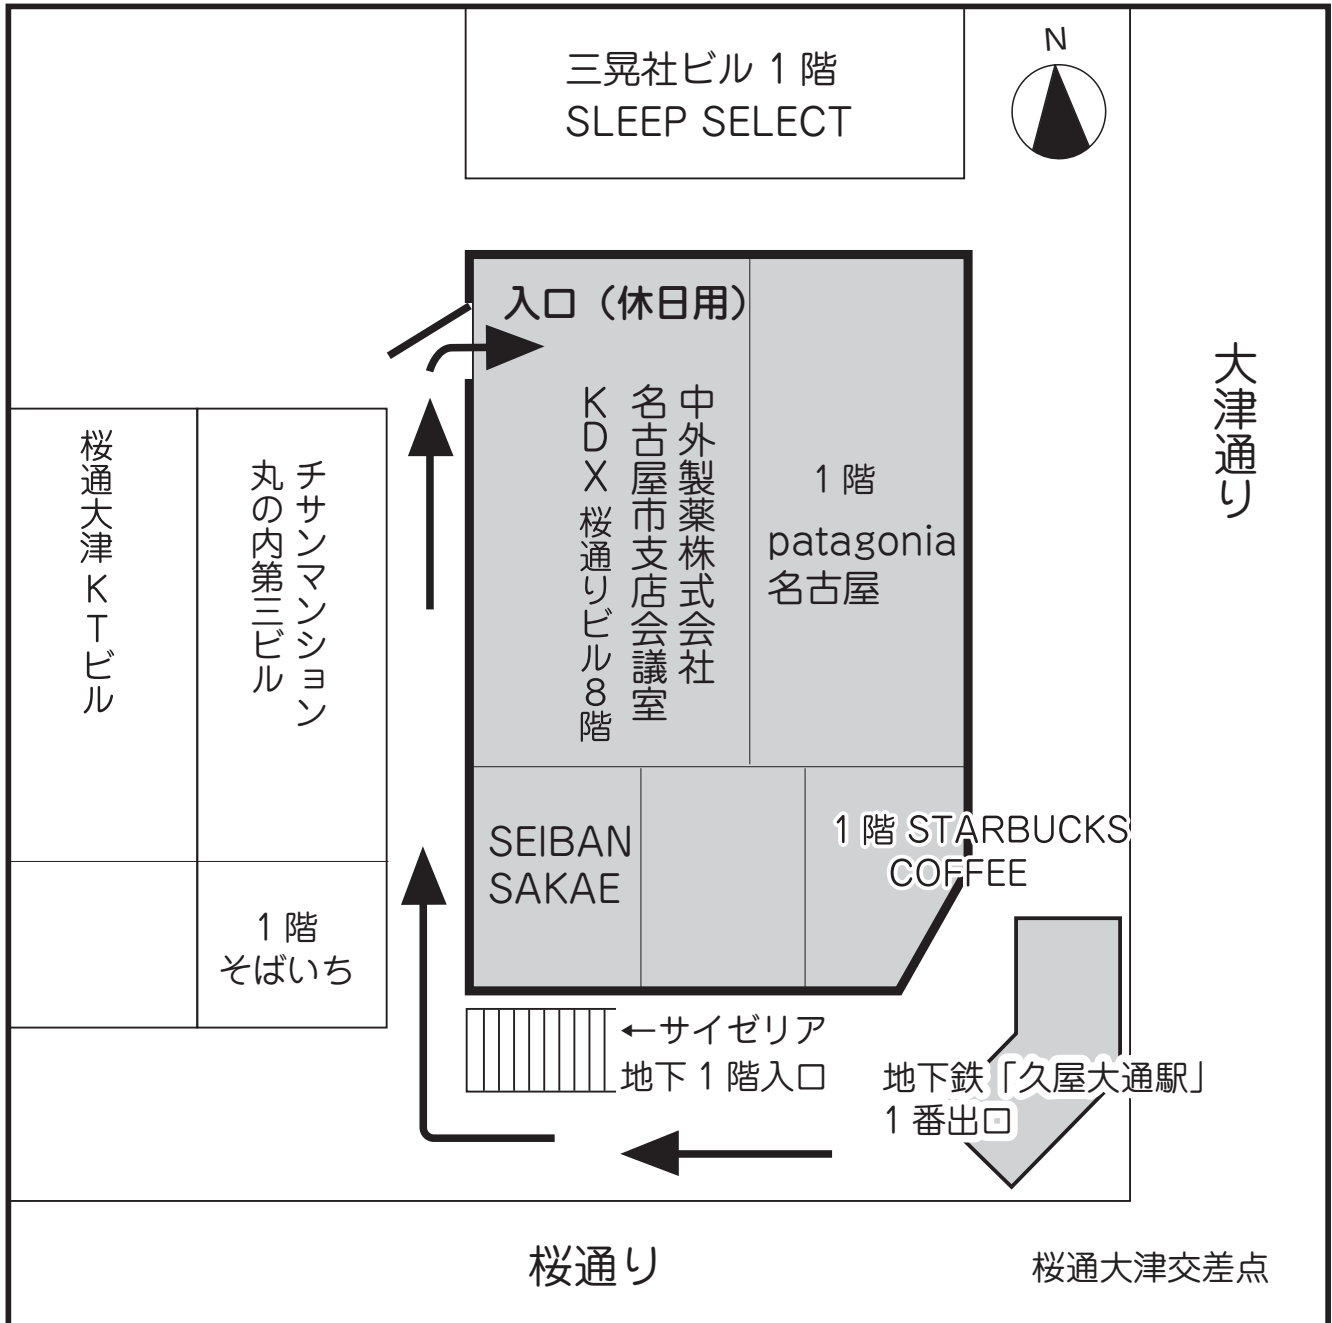 三晃社ビル 1 階
SLEEP SELECT
N
入口（休日用）
中外製薬株式会社
名古屋市支店会議室
KDX 桜通りビル8階
1 階
patagonia
名古屋
大津通り
桜通大津KTビル
チサンマンション
丸の内第三ビル
SEIBAN
SAKAE
1 階 STARBUCKS
COFFEE
1 階
そばいち
←サイゼリア
地下 1 階入口
地下鉄「久屋大通駅」
1 番出口
桜通り
桜通大津交差点